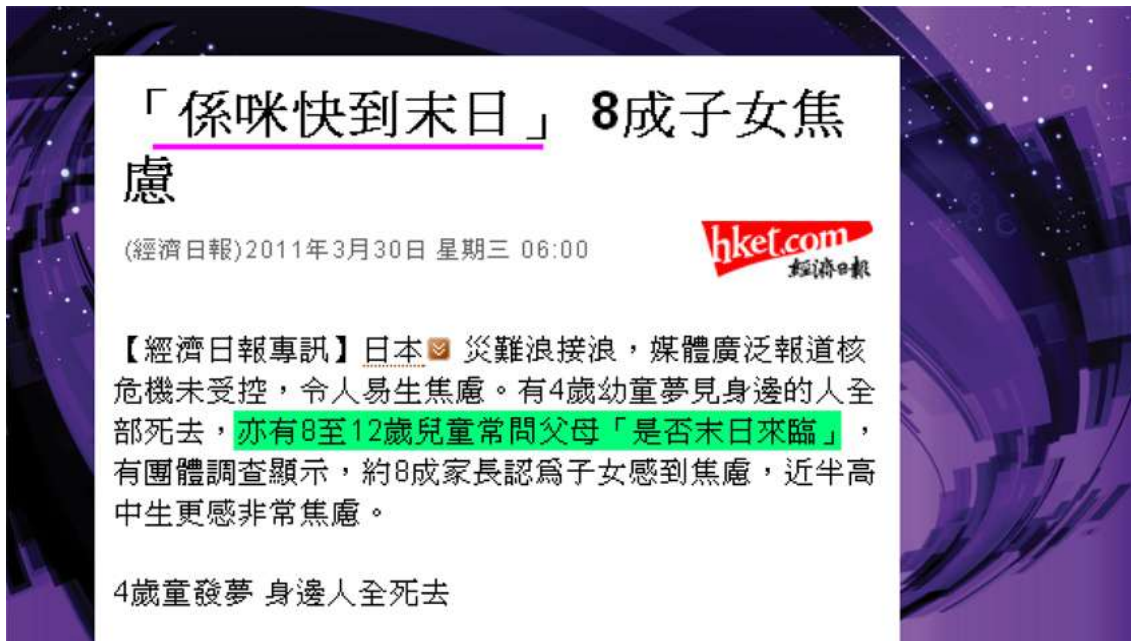 「係咪快到末日」 8成子女焦
慮
(經濟日報)2011年3月30日 星期三 06:00
hket.com
經濟日報
【經濟日報專訊】日本 災難浪接浪，媒體廣泛報道核
危機未受控，令人易生焦慮。有4歲幼童夢見身邊的人全
部死去，亦有8至12歲兒童常問父母「是否末日來臨」，
有團體調查顯示，約8成家長認爲子女感到焦慮，近半高
中生更感非常焦慮。
4歲童發夢 身邊人全死去